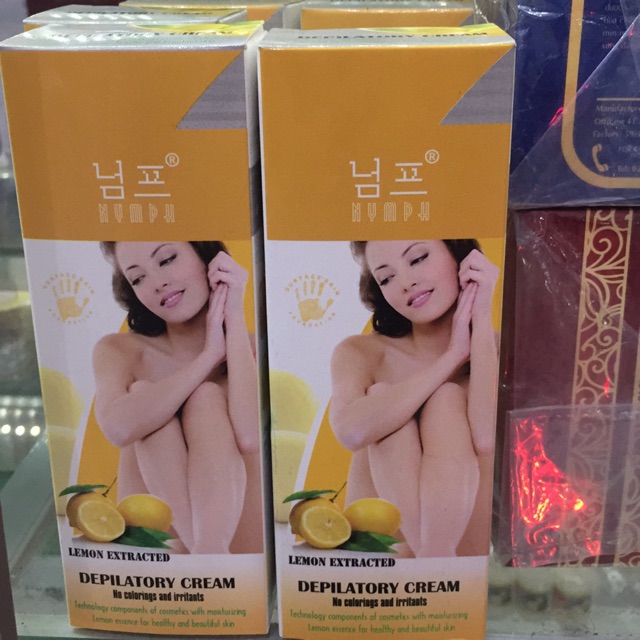 넘프®
NYMPH
LEMON EXTRACTED
DEPILATORY CREAM
No colorings and irritants
Technology components of cosmetics with moisturizing
Lemon essence for healthy and beautiful skin
넘프®
NYMPH
LEMON EXTRACTED
DEPILATORY CREAM
No colorings and irritants
Technology components of cosmetics with moisturizing
Lemon essence for healthy and beautiful skin